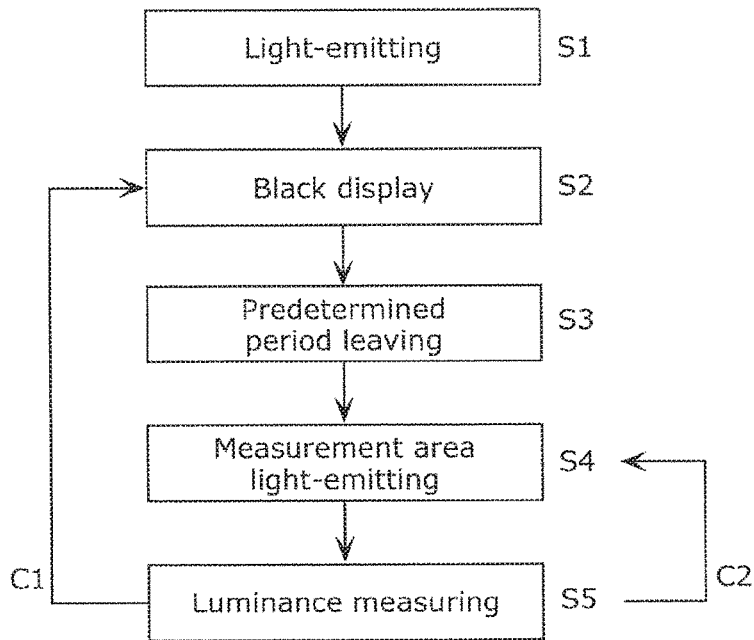 Light-emitting
S1
Black display
S2
Predetermined
period leaving
S3
Measurement area
light-emitting
S4
Luminance measuring
S5
C1
C2